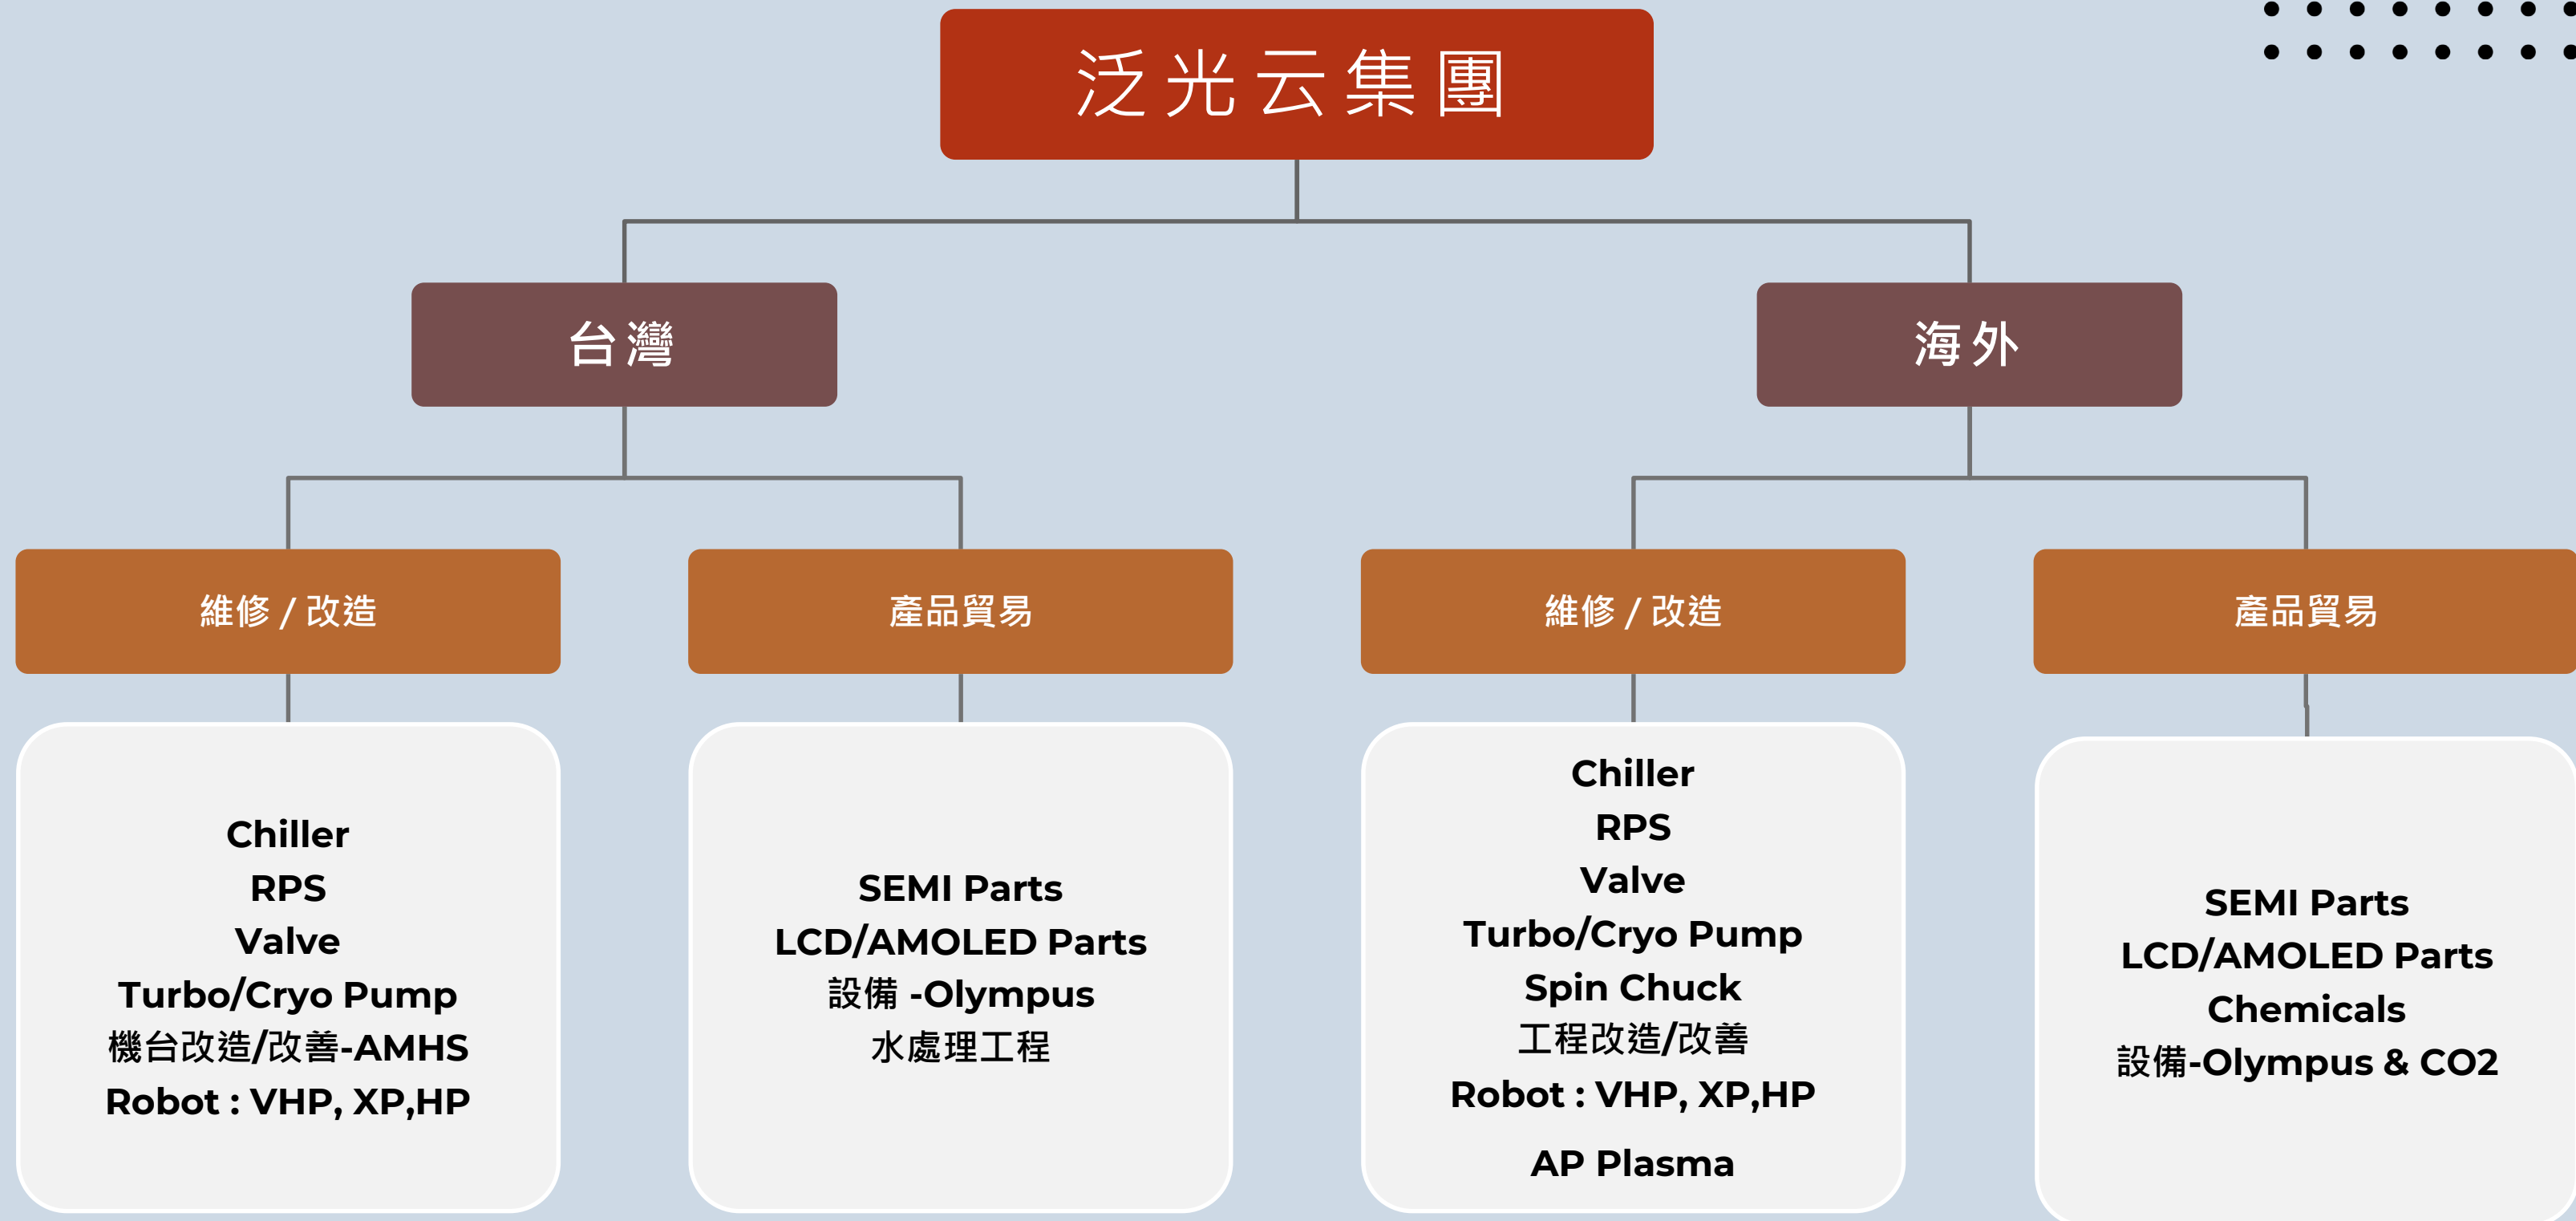 泛光云集團
台灣
海外
維修 / 改造
產品貿易
維修 / 改造
產品貿易
Chiller
RPS
Valve
Turbo/Cryo Pump
機台改造/改善-AMHS
Robot : VHP, XP,HP
SEMI Parts
LCD/AMOLED Parts
設備 -Olympus
水處理工程
Chiller
RPS
Valve
Turbo/Cryo Pump
Spin Chuck
工程改造/改善
Robot : VHP, XP,HP
AP Plasma
SEMI Parts
LCD/AMOLED Parts
Chemicals
設備-Olympus & CO2